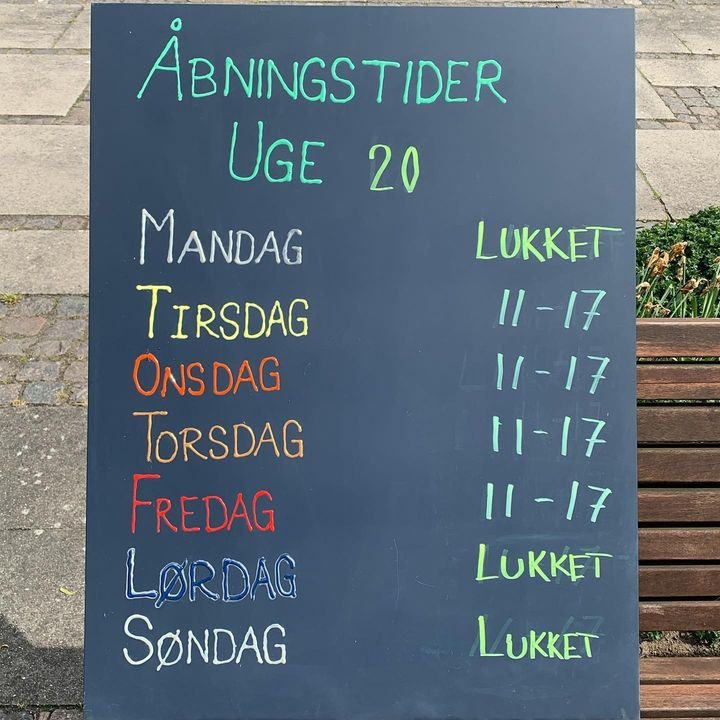 ÅBNINGSTIDER
UGE 20
MANDAG LUKKET
TIRSDAG 11-17
ONSDAG 11-17
TORSDAG 11-17
FREDAG 11-17
LØRDAG LUKKET
SØNDAG LUKKET